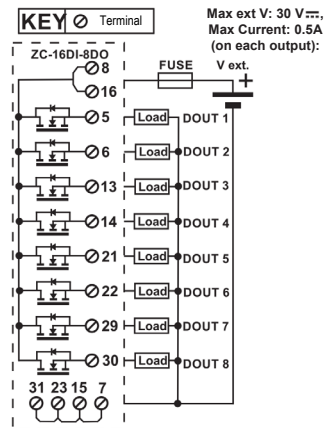 KEY Terminal
Max ext V: 30 V⎓,
Max Current: 0.5A
(on each output):
ZC-16DI-8DO
8 FUSE V ext.
+
16
5 Load DOUT 1
6 Load DOUT 2
13 Load DOUT 3
14 Load DOUT 4
21 Load DOUT 5
22 Load DOUT 6
29 Load DOUT 7
30 Load DOUT 8
31 23 15 7